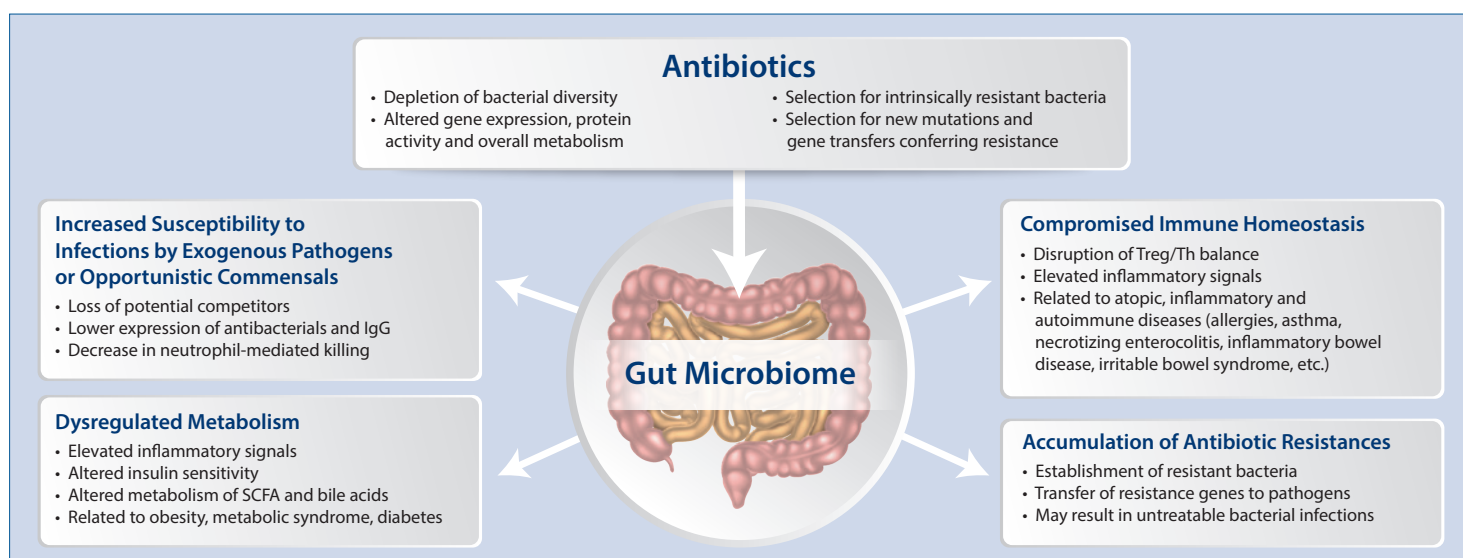 Antibiotics
• Depletion of bacterial diversity
• Altered gene expression, protein
activity and overall metabolism
• Selection for intrinsically resistant bacteria
• Selection for new mutations and
gene transfers conferring resistance
Increased Susceptibility to
Infections by Exogenous Pathogens
or Opportunistic Commensals
• Loss of potential competitors
• Lower expression of antibacterials and IgG
• Decrease in neutrophil-mediated killing
Dysregulated Metabolism
• Elevated inflammatory signals
• Altered insulin sensitivity
• Altered metabolism of SCFA and bile acids
• Related to obesity, metabolic syndrome, diabetes
Gut Microbiome
Compromised Immune Homeostasis
• Disruption of Treg/Th balance
• Elevated inflammatory signals
• Related to atopic, inflammatory and
autoimmune diseases (allergies, asthma,
necrotizing enterocolitis, inflammatory bowel
disease, irritable bowel syndrome, etc.)
Accumulation of Antibiotic Resistances
• Establishment of resistant bacteria
• Transfer of resistance genes to pathogens
• May result in untreatable bacterial infections